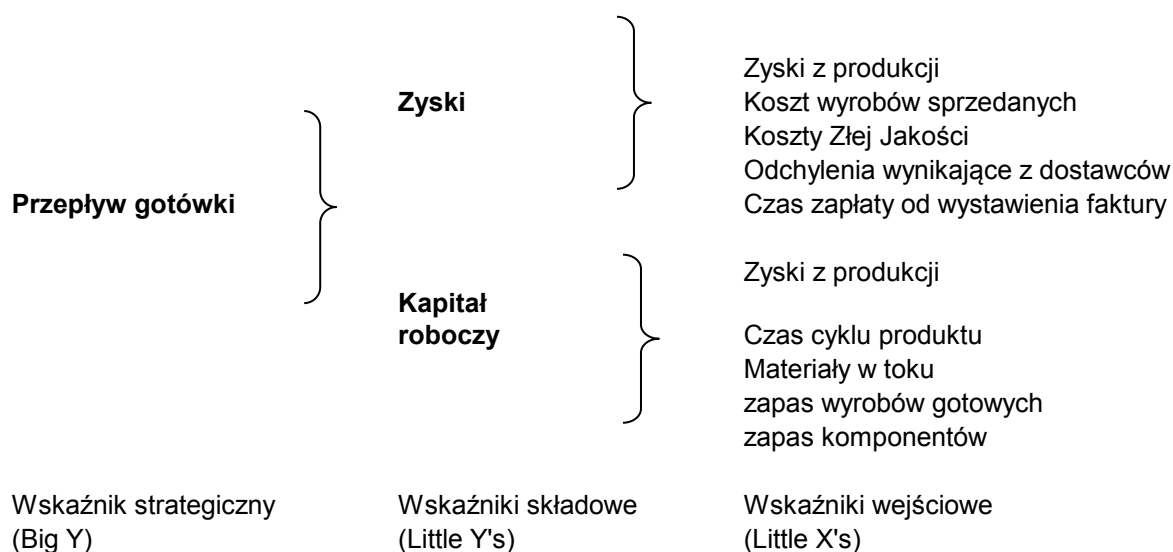 Przepływ gotówki
Zyski
Zyski z produkcji
Koszt wyrobów sprzedanych
Koszty Złej Jakości
Odchylenia wynikające z dostawców
Czas zapłaty od wystawienia faktury
Kapitał
roboczy
Zyski z produkcji
Czas cyklu produktu
Materiały w toku
zapas wyrobów gotowych
zapas komponentów
Wskaźnik strategiczny
(Big Y)
Wskaźniki składowe
(Little Y's)
Wskaźniki wejściowe
(Little X's)